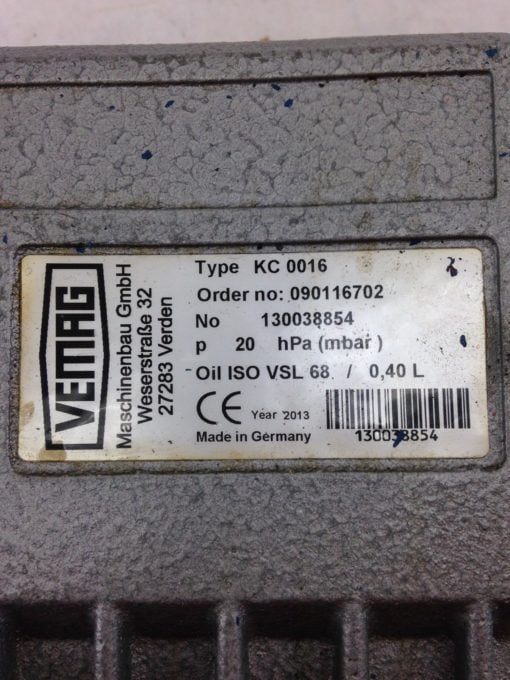 VEMAG
Maschinenbau GmbH
Weserstraße 32
27283 Verden
Type KC 0016
Order no: 090116702
No 130038854
p 20 hPa (mbar )
Oil ISO VSL 68 / 0,40 L
CE Year 2013
Made in Germany
130038854